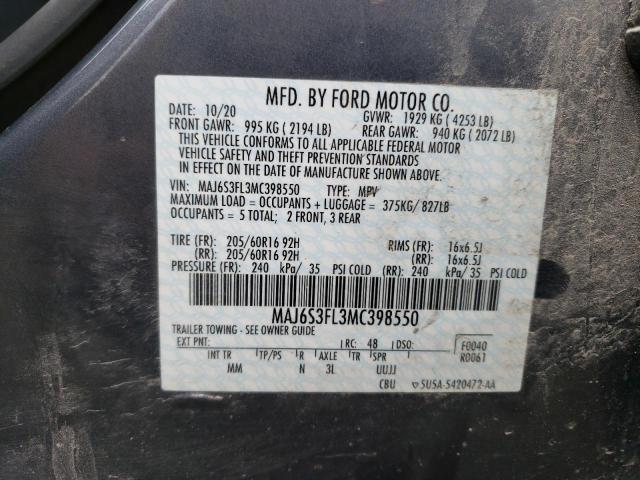 MFD. BY FORD MOTOR CO.
DATE: 10/20 GVWR: 1929 KG ( 4253 LB)
FRONT GAWR: 995 KG ( 2194 LB) REAR GAWR: 940 KG ( 2072 LB)
THIS VEHICLE CONFORMS TO ALL APPLICABLE FEDERAL MOTOR
VEHICLE SAFETY AND THEFT PREVENTION STANDARDS
IN EFFECT ON THE DATE OF MANUFACTURE SHOWN ABOVE.
VIN: MAJ6S3FL3MC398550 TYPE: MPV
MAXIMUM LOAD = OCCUPANTS + LUGGAGE = 375KG/ 827LB
OCCUPANTS = 5 TOTAL; 2 FRONT, 3 REAR
TIRE (FR): 205/60R16 92H RIMS (FR): 16x6.5J
(RR): 205/60R16 92H (RR): 16x6.5J
PRESSURE (FR): 240 kPa/ 35 PSI COLD (RR): 240 kPa/ 35 PSI COLD
MAJ6S3FL3MC398550
TRAILER TOWING - SEE OWNER GUIDE
EXT PNT: RC: 48 DSO: F0040
R0061
INT TR TP/PS R AXLE TR SPR
MM N 3L UUJJ
CBU 5U5A-5420472-AA